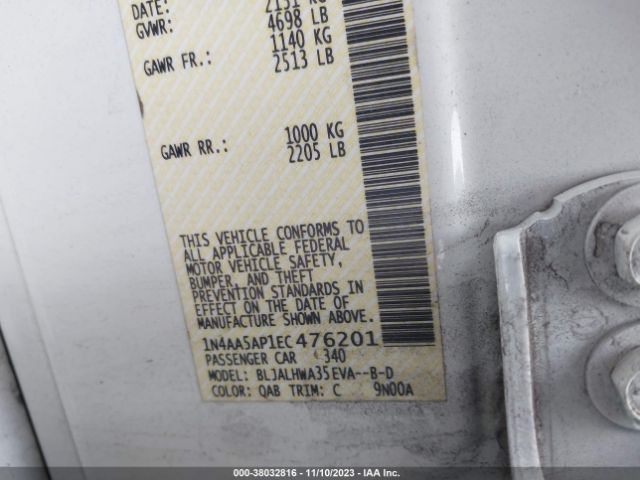 DATE: 2131 KG
GVWR: 4698 LB
1140 KG
GAWR FR.: 2513 LB
1000 KG
GAWR RR.: 2205 LB
THIS VEHICLE CONFORMS TO
ALL APPLICABLE FEDERAL
MOTOR VEHICLE SAFETY,
BUMPER, AND THEFT
PREVENTION STANDARDS IN
EFFECT ON THE DATE OF
MANUFACTURE SHOWN ABOVE.
1N4AA5AP1EC476201
PASSENGER CAR 340
MODEL: BLJALHWA35EVA--B-D
COLOR: QAB TRIM: C 9N00A
000-38032816 - 11/10/2023 - IAA Inc.